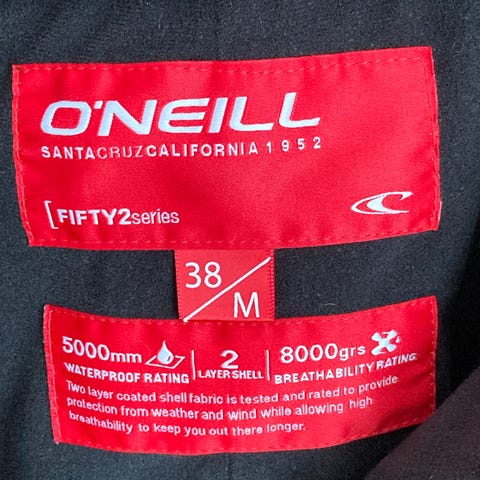 O'NEILL
SANTACRUZCALIFORNIA1952
[FIFTY2series
38/M
5000mm
WATERPROOF RATING
2
LAYER SHELL
8000grs
BREATHABILITY RATING
Two layer coated shell fabric is tested and rated to provide
protection from weather and wind while allowing high
breathability to keep you out there longer.